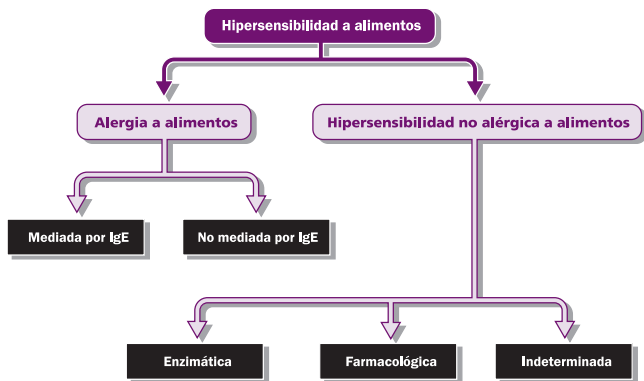 Hipersensibilidad a alimentos
Alergia a alimentos
Hipersensibilidad no alérgica a alimentos
Mediada por IgE
No mediada por IgE
Enzimática
Farmacológica
Indeterminada